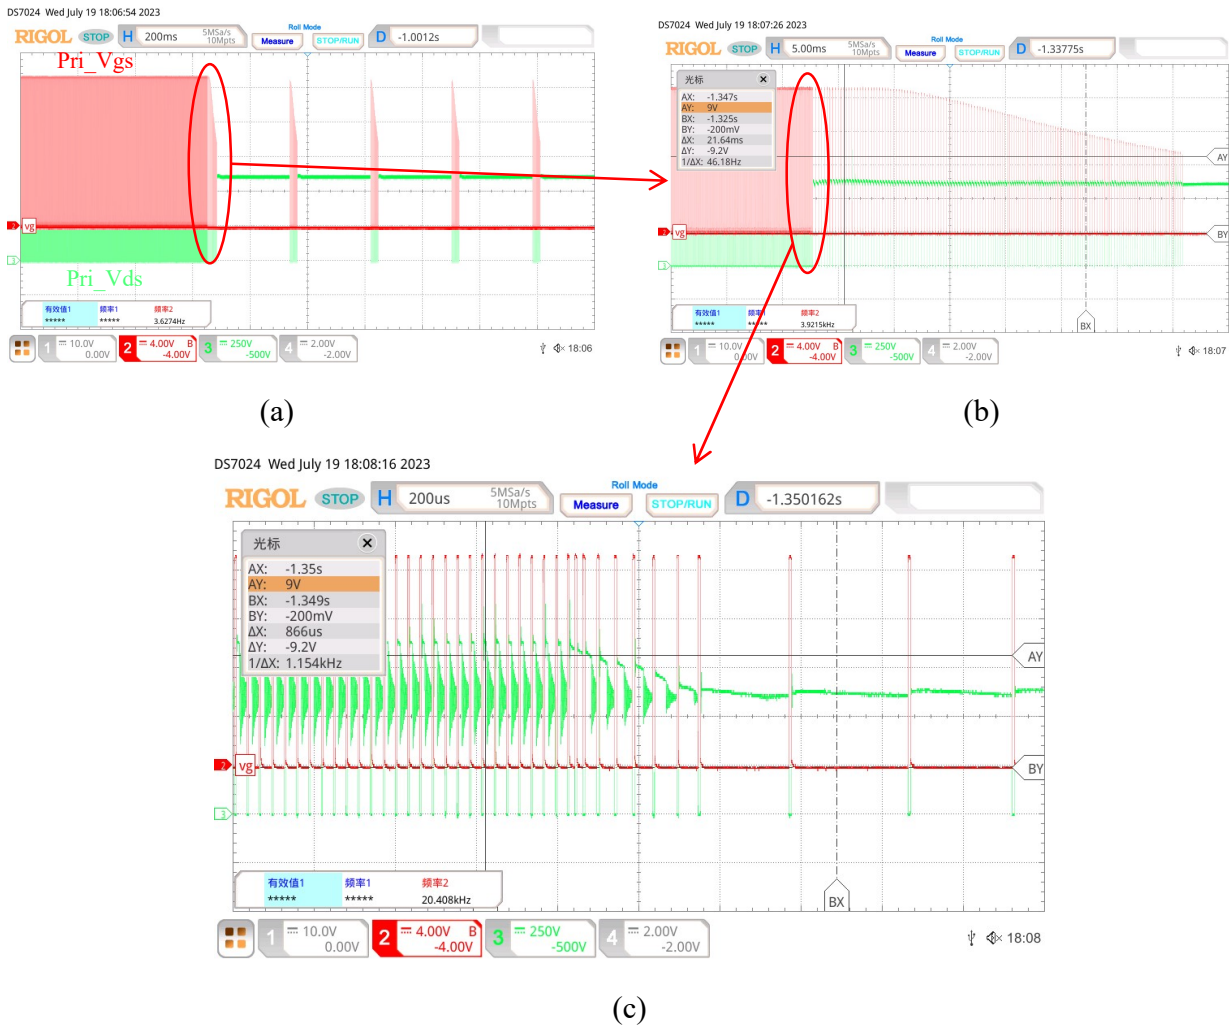 DS7024 Wed July 19 18:06:54 2023
RIGOL STOP H 200ms 5MSa/s 10Mpts Roll Mode Measure STOP/RUN D -1.0012s
Pri_Vgs
2 vg
3
Pri_Vds
有效值1 频率1 频率2
***** ***** 3.6274Hz
1 10.0V 0.00V 2 4.00V B -4.00V 3 250V -500V 4 2.00V -2.00V 18:06
(a)
DS7024 Wed July 19 18:07:26 2023
RIGOL STOP H 5.00ms 5MSa/s 10Mpts Roll Mode Measure STOP/RUN D -1.33775s
光标
AX: -1.347s
AY: 9V
BX: -1.325s
BY: -200mV
ΔX: 21.64ms
ΔY: -9.2V
1/ΔX: 46.18Hz
AY
2 vg
BY
3
BX
有效值1 频率1 频率2
***** ***** 3.9215kHz
1 10.0V 0.00V 2 4.00V B -4.00V 3 250V -500V 4 2.00V -2.00V 18:07
(b)
DS7024 Wed July 19 18:08:16 2023
RIGOL STOP H 200us 5MSa/s 10Mpts Roll Mode Measure STOP/RUN D -1.350162s
光标
AX: -1.35s
AY: 9V
BX: -1.349s
BY: -200mV
ΔX: 866us
ΔY: -9.2V
1/ΔX: 1.154kHz
AY
2 vg
BY
3
BX
有效值1 频率1 频率2
***** ***** 20.408kHz
1 10.0V 0.00V 2 4.00V B -4.00V 3 250V -500V 4 2.00V -2.00V 18:08
(c)